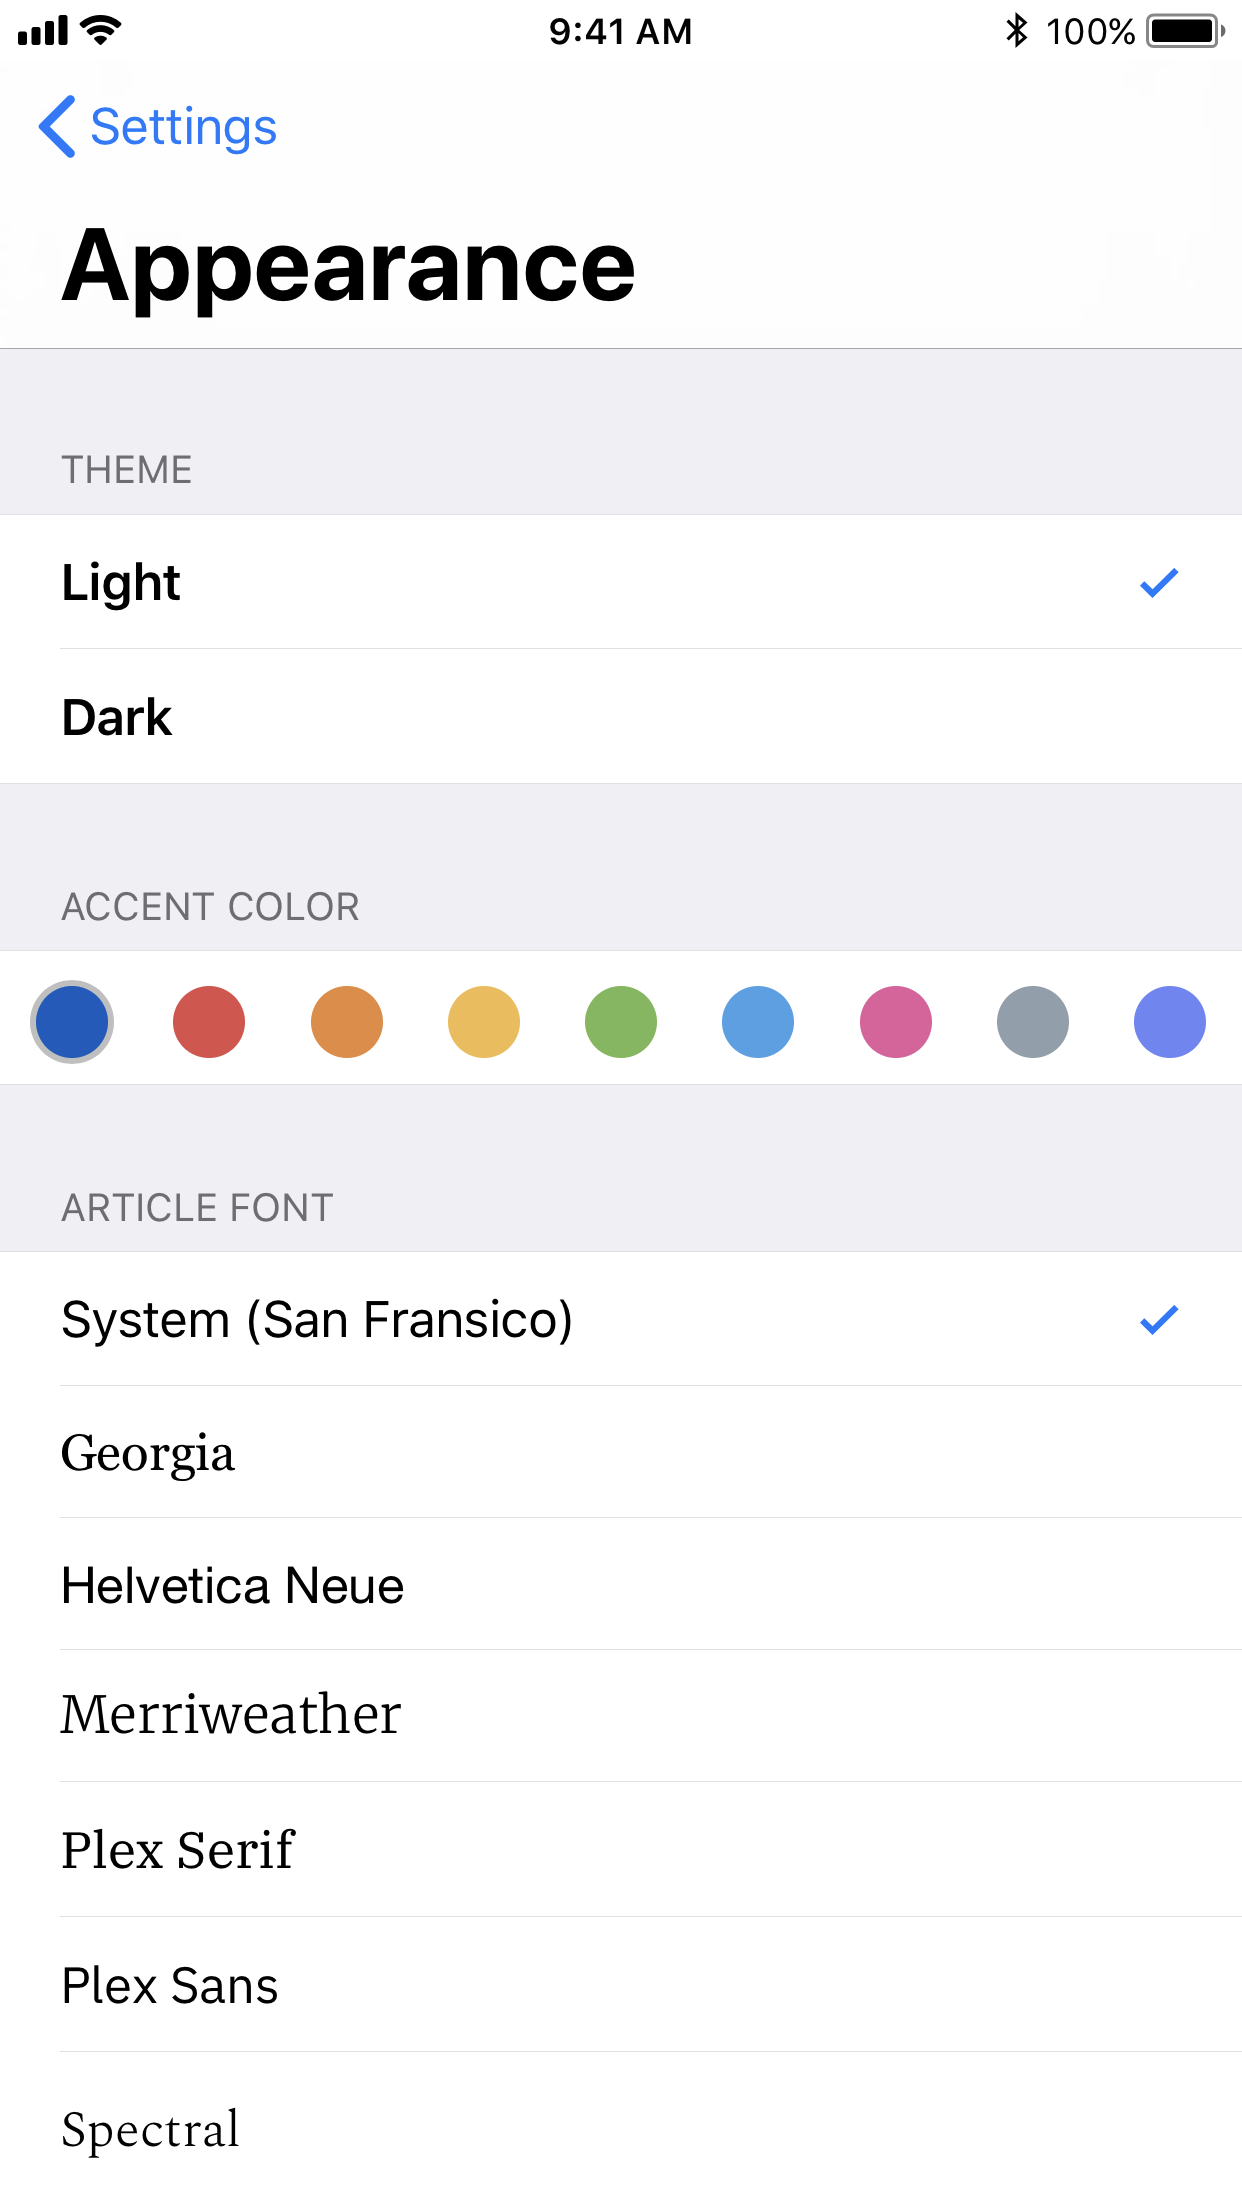 9:41 AM
100%
Settings
Appearance
THEME
Light
Dark
ACCENT COLOR
ARTICLE FONT
System (San Fransico)
Georgia
Helvetica Neue
Merriweather
Plex Serif
Plex Sans
Spectral